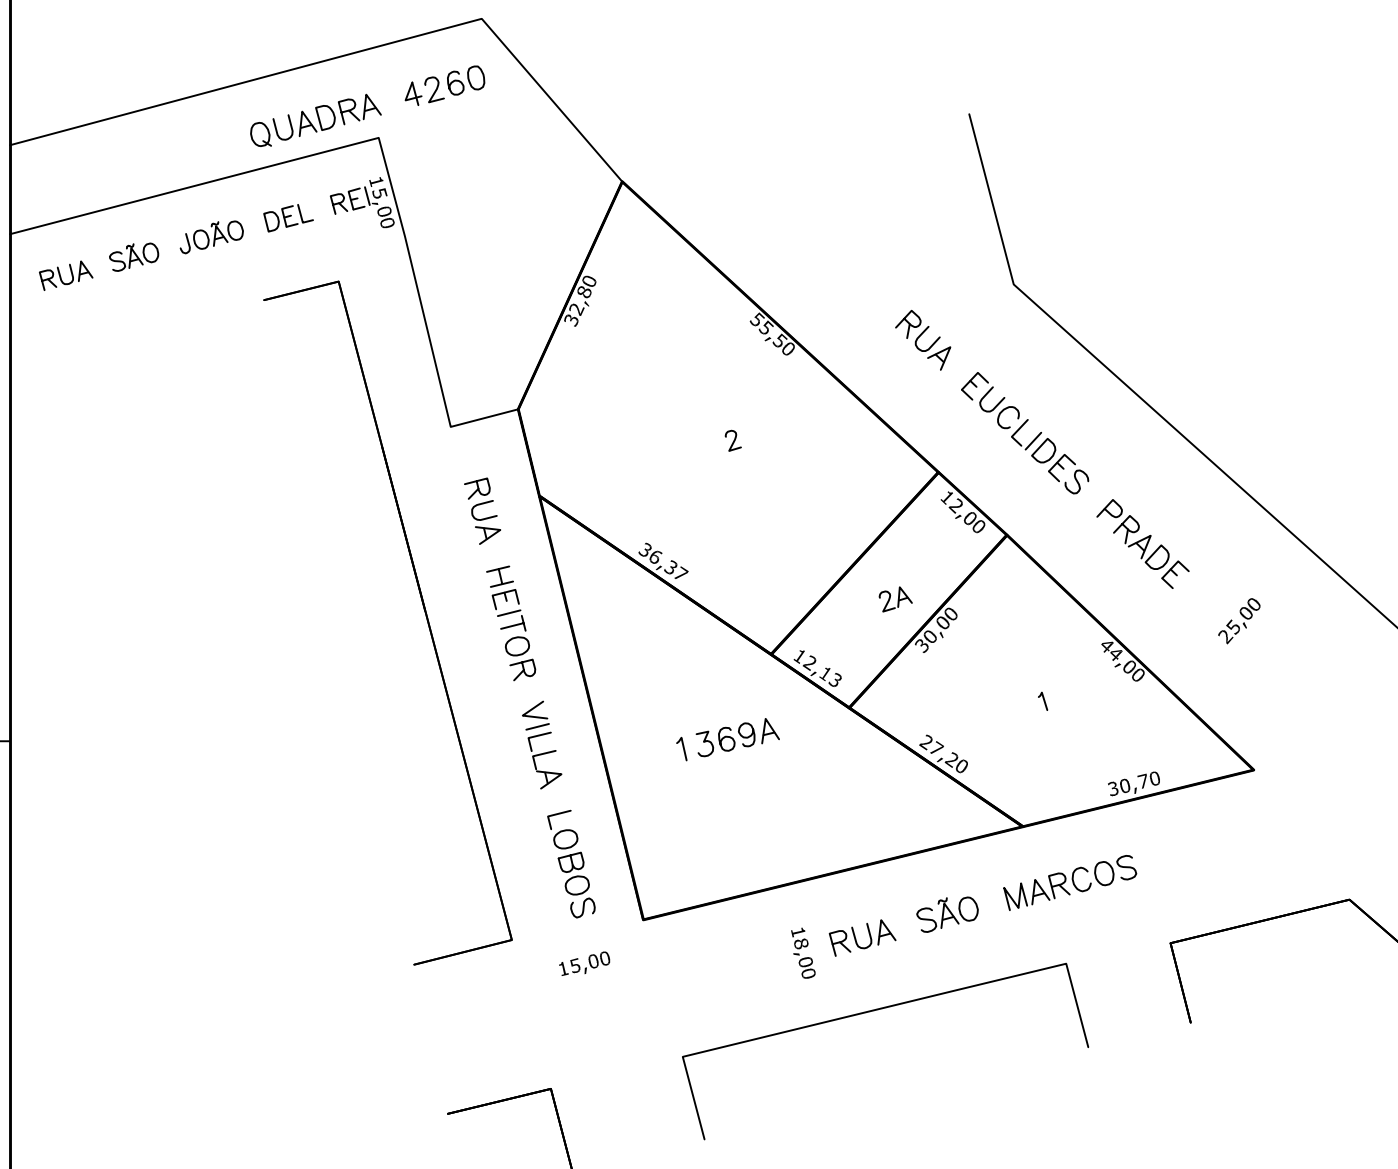 QUADRA 4260
15,00
RUA SÃO JOÃO DEL REI
32,80
55,50
RUA EUCLIDES PRADE
2
12,00
RUA HEITOR VILLA LOBOS
36,37
2A
30,00
25,00
12,13
44,00
1
1369A
27,20
30,70
RUA SÃO MARCOS
18,00
15,00